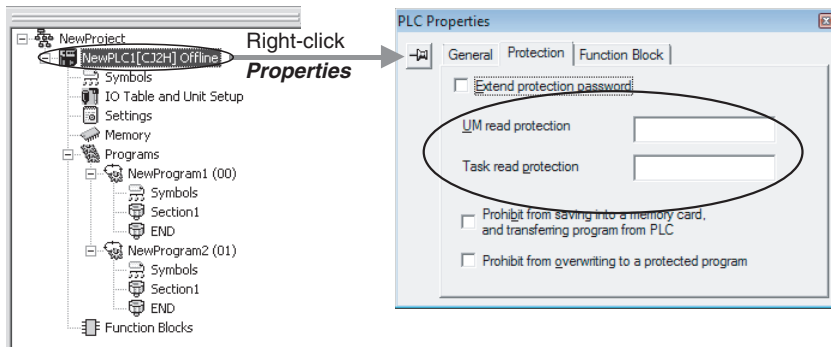 NewProject
NewPLC1[CJ2H] Offline
Symbols
IO Table and Unit Setup
Settings
Memory
Programs
NewProgram1 (00)
Symbols
Section1
END
NewProgram2 (01)
Symbols
Section1
END
Function Blocks
Right-click
Properties
PLC Properties
General
Protection
Function Block
Extend protection password
UM read protection
Task read protection
Prohibit from saving into a memory card,
and transferring program from PLC
Prohibit from overwriting to a protected program